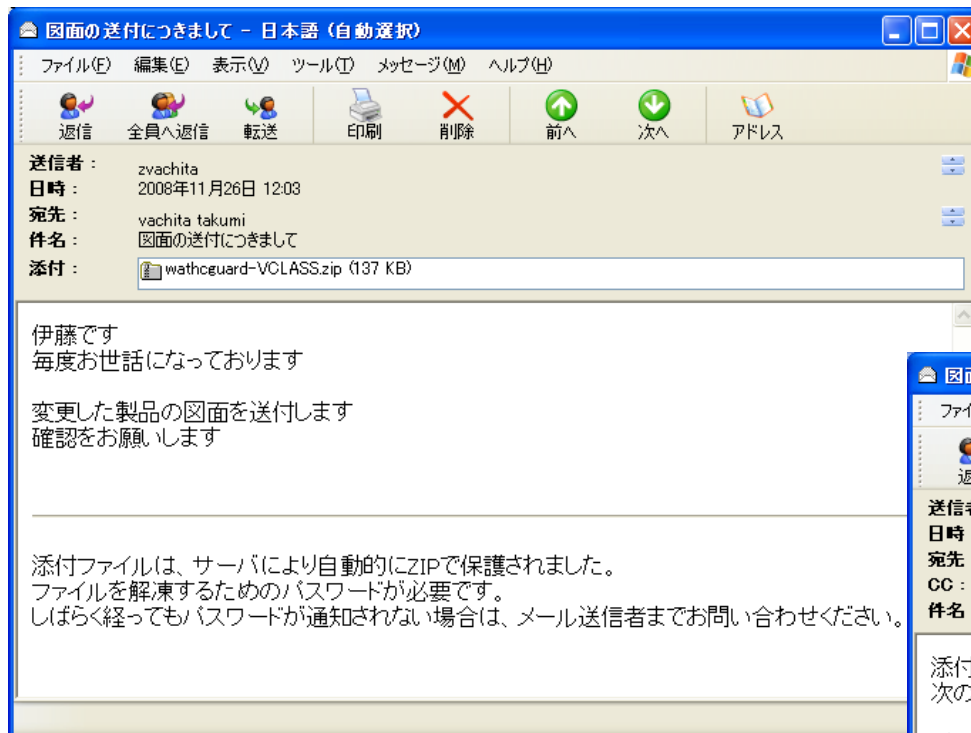 図面の送付につきまして - 日本語 (自動選択)
ファイル(F) 編集(E) 表示(V) ツール(T) メッセージ(M) ヘルプ(H)
返信 全員へ返信 転送 印刷 削除 前へ 次へ アドレス
送信者： zvachita
日時： 2008年11月26日 12:03
宛先： vachita takumi
件名： 図面の送付につきまして
添付： wathcguard-VCLASS.zip (137 KB)
伊藤です
毎度お世話になっております
変更した製品の図面を送付します
確認をお願いします
添付ファイルは、サーバにより自動的にZIPで保護されました。
ファイルを解凍するためのパスワードが必要です。
しばらく経ってもパスワードが通知されない場合は、メール送信者までお問い合わせください。
図
ファイ
返
送信者
日時
宛先
CC：
件名
添付
次の